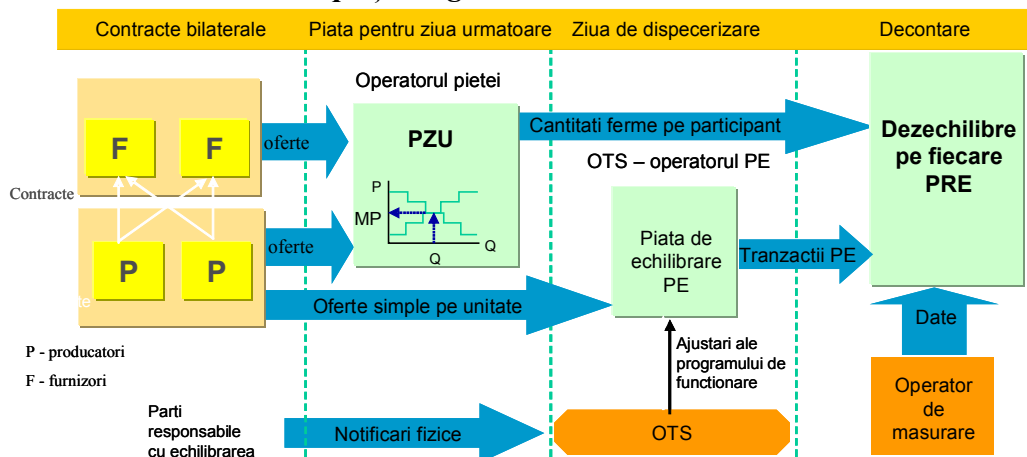 Contracte bilaterale
Piata pentru ziua urmatoare
Ziua de dispecerizare
Decontare
Operatorul pietei
F
F
oferte
PZU
P
MP
Q
Q
Cantitati ferme pe participant
Dezechilibre
pe fiecare
PRE
OTS – operatorul PE
Contracte
P
P
oferte
Piata de
echilibrare
PE
Tranzactii PE
te
Oferte simple pe unitate
Date
P - producatori
F - furnizori
Ajustari ale
programului de
functionare
Operator
de
masurare
Parti
responsabile
cu echilibrarea
Notificari fizice
OTS